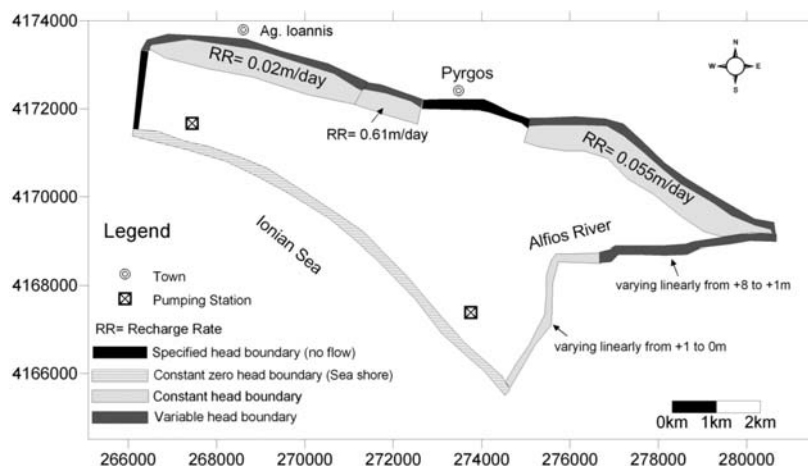 4174000
4172000
4170000
4168000
4166000
Ag. Ioannis
RR= 0.02m/day
RR= 0.61m/day
Pyrgos
RR= 0.055m/day
N
W E
S
Ionian Sea
Alfios River
varying linearly from +8 to +1m
varying linearly from +1 to 0m
Legend
Town
Pumping Station
RR= Recharge Rate
Specified head boundary (no flow)
Constant zero head boundary (Sea shore)
Constant head boundary
Variable head boundary
0km 1km 2km
266000 268000 270000 272000 274000 276000 278000 280000